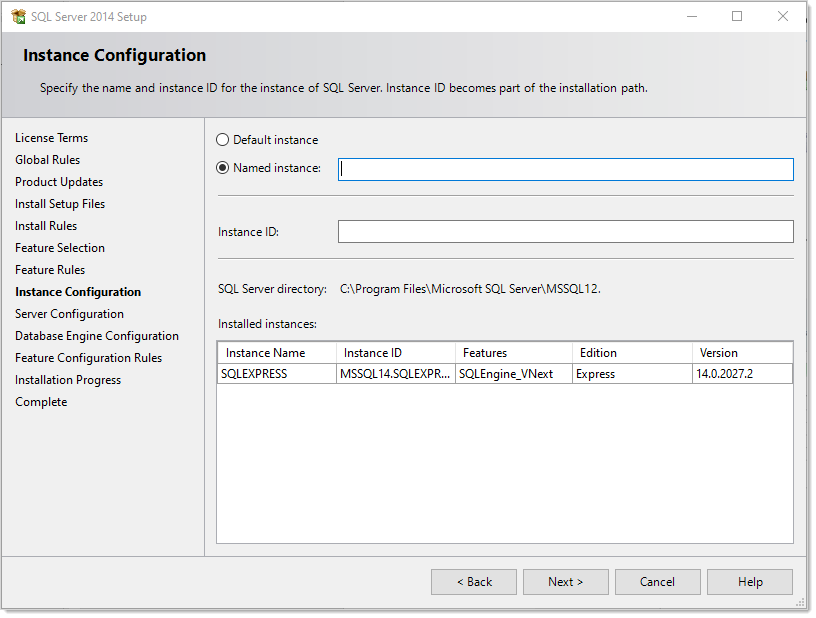 SQL Server 2014 Setup
Instance Configuration
Specify the name and instance ID for the instance of SQL Server. Instance ID becomes part of the installation path.
License Terms
Global Rules
Product Updates
Install Setup Files
Install Rules
Feature Selection
Feature Rules
Instance Configuration
Server Configuration
Database Engine Configuration
Feature Configuration Rules
Installation Progress
Complete
Default instance
Named instance:
Instance ID:
SQL Server directory: C:\Program Files\Microsoft SQL Server\MSSQL12.
Installed instances:
Instance Name Instance ID Features Edition Version
SQLEXPRESS MSSQL14.SQLEXPR... SQLEngine_VNext Express 14.0.2027.2
< Back Next > Cancel Help